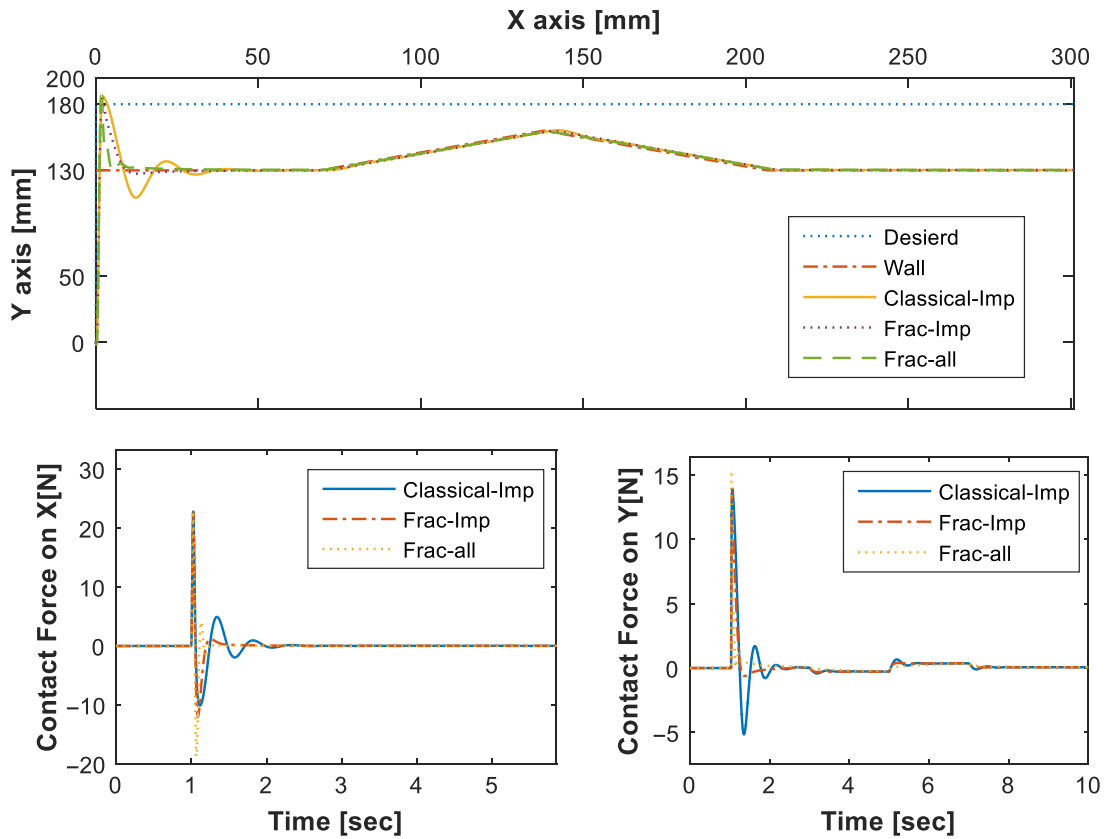 X axis [mm]
0 50 100 150 200 250 300
Y axis [mm]
200
180
130
50
0
Desierd
Wall
Classical-Imp
Frac-Imp
Frac-all
Contact Force on X[N]
30
20
10
0
−10
−20
Classical-Imp
Frac-Imp
Frac-all
0 1 2 3 4 5
Time [sec]
Contact Force on Y[N]
15
10
5
0
−5
Classical-Imp
Frac-Imp
Frac-all
0 2 4 6 8 10
Time [sec]